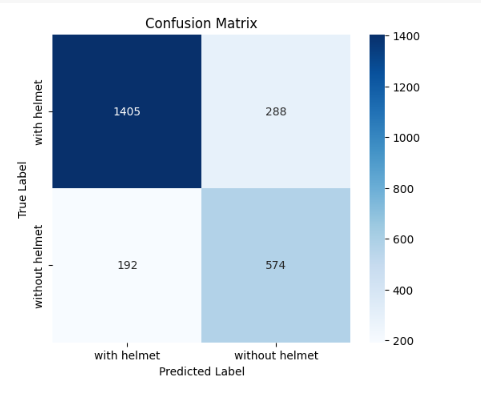 Confusion Matrix
True Label
with helmet
without helmet
1405
288
192
574
with helmet
without helmet
Predicted Label
1400
1200
1000
800
600
400
200